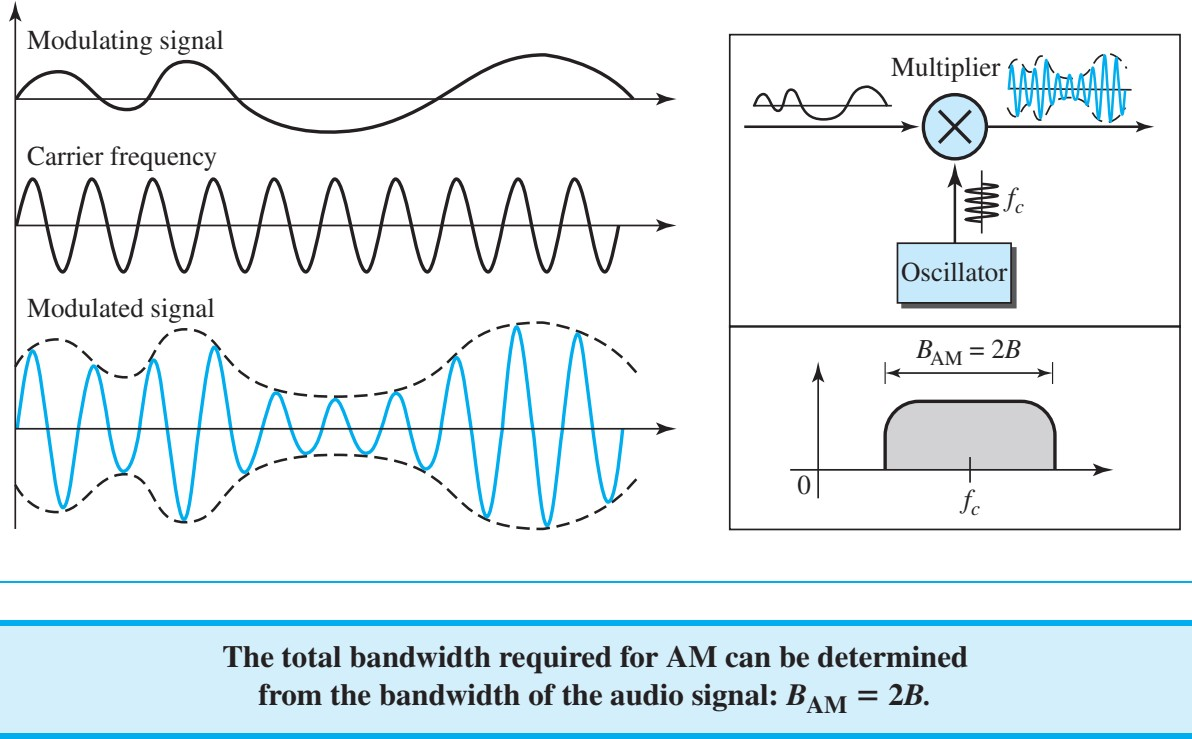 Modulating signal
Carrier frequency
Modulated signal
Multiplier
f_c
Oscillator
B_AM = 2B
0
f_c
The total bandwidth required for AM can be determined
from the bandwidth of the audio signal: B_AM = 2B.